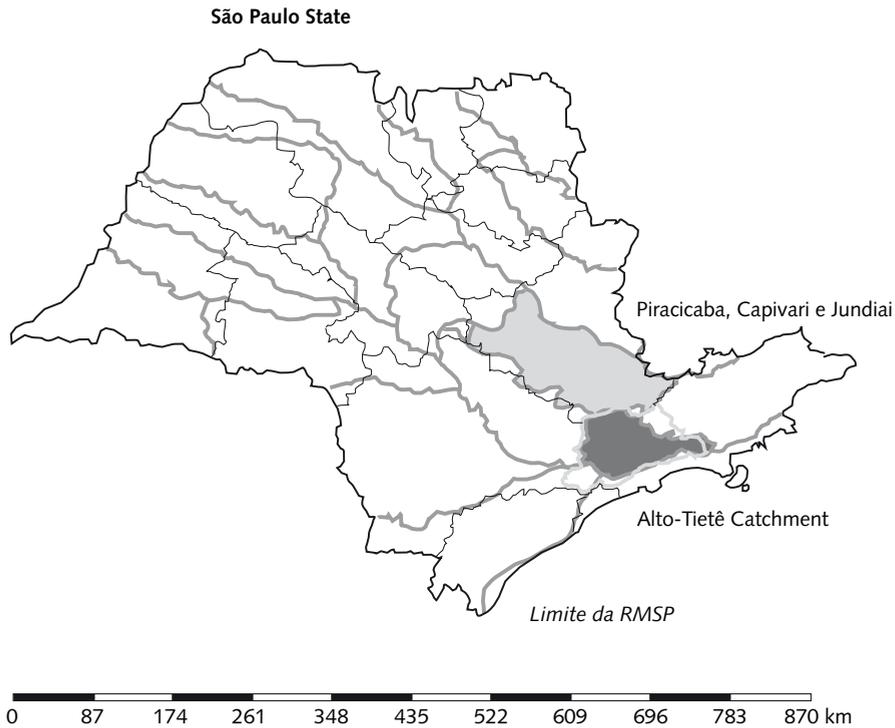 São Paulo State
Piracicaba, Capivari e Jundiai
Alto-Tietê Catchment
Limite da RMSP
0 87 174 261 348 435 522 609 696 783 870 km